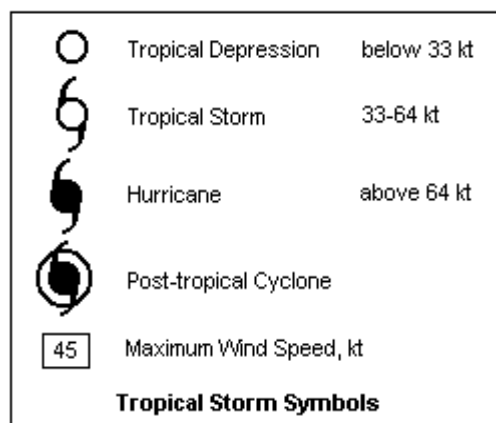 Tropical Depression below 33 kt
Tropical Storm 33-64 kt
Hurricane above 64 kt
Post-tropical Cyclone
45 Maximum Wind Speed, kt
Tropical Storm Symbols